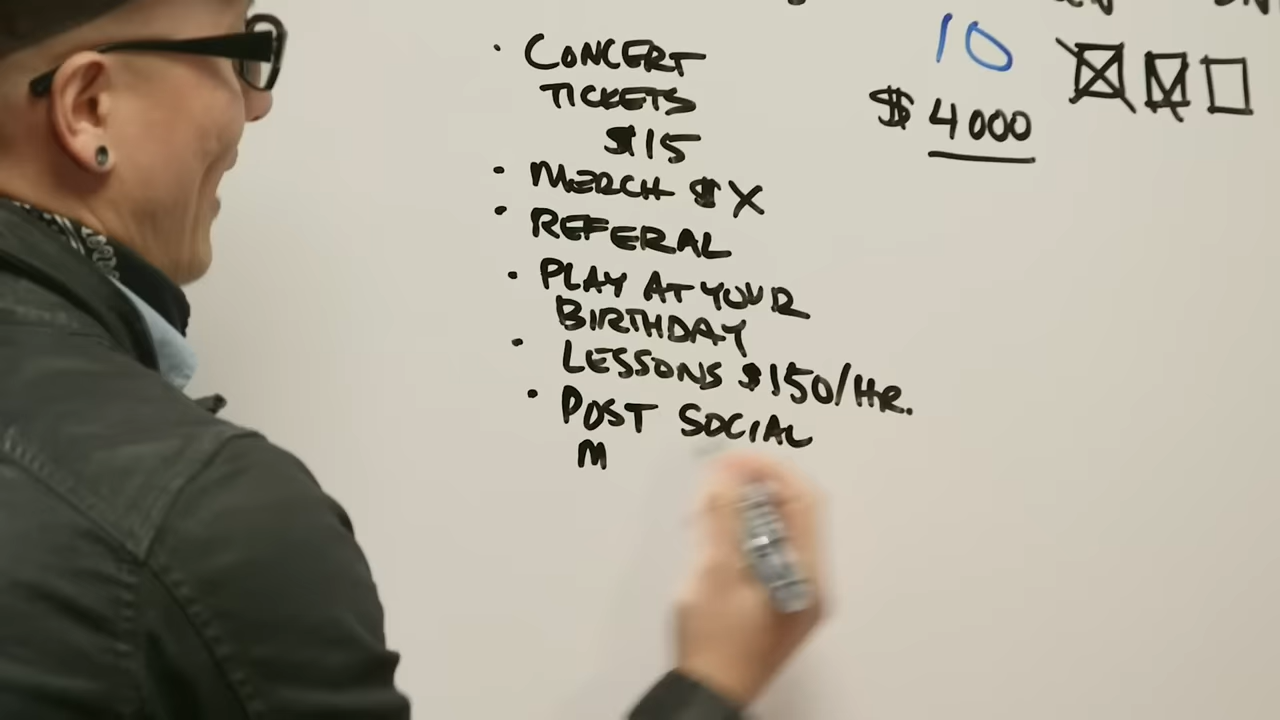 • CONCERT
TICKETS
$15
• MERCH $X
• REFERAL
• PLAY AT YOUR
BIRTHDAY
• LESSONS $150/HR.
• POST SOCIAL
M
10
$4000